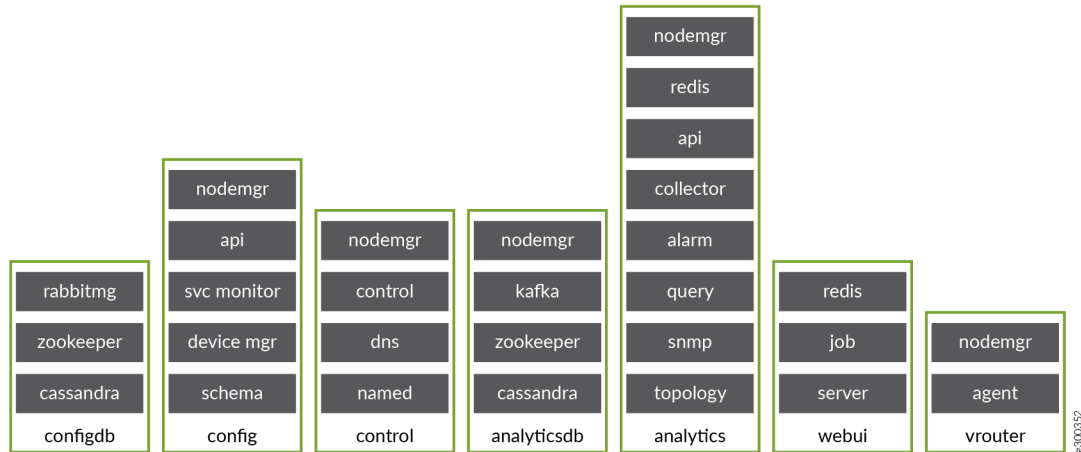 rabbitmg
zookeeper
cassandra
configdb
nodemgr
api
svc monitor
device mgr
schema
config
nodemgr
control
dns
named
control
nodemgr
kafka
zookeeper
cassandra
analyticsdb
nodemgr
redis
api
collector
alarm
query
snmp
topology
analytics
redis
job
server
webui
nodemgr
agent
vrouter
g300352